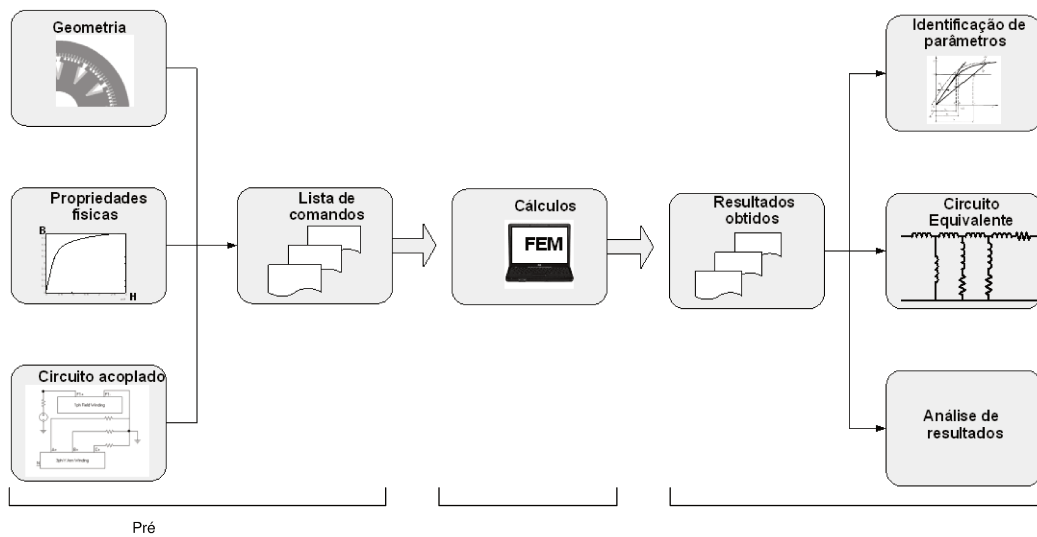 Geometria
Propriedades
físicas
B
H
Circuito acoplado
Lista de
comandos
Cálculos
FEM
Resultados
obtidos
Identificação de
parâmetros
Circuito
Equivalente
Análise de
resultados
Pré